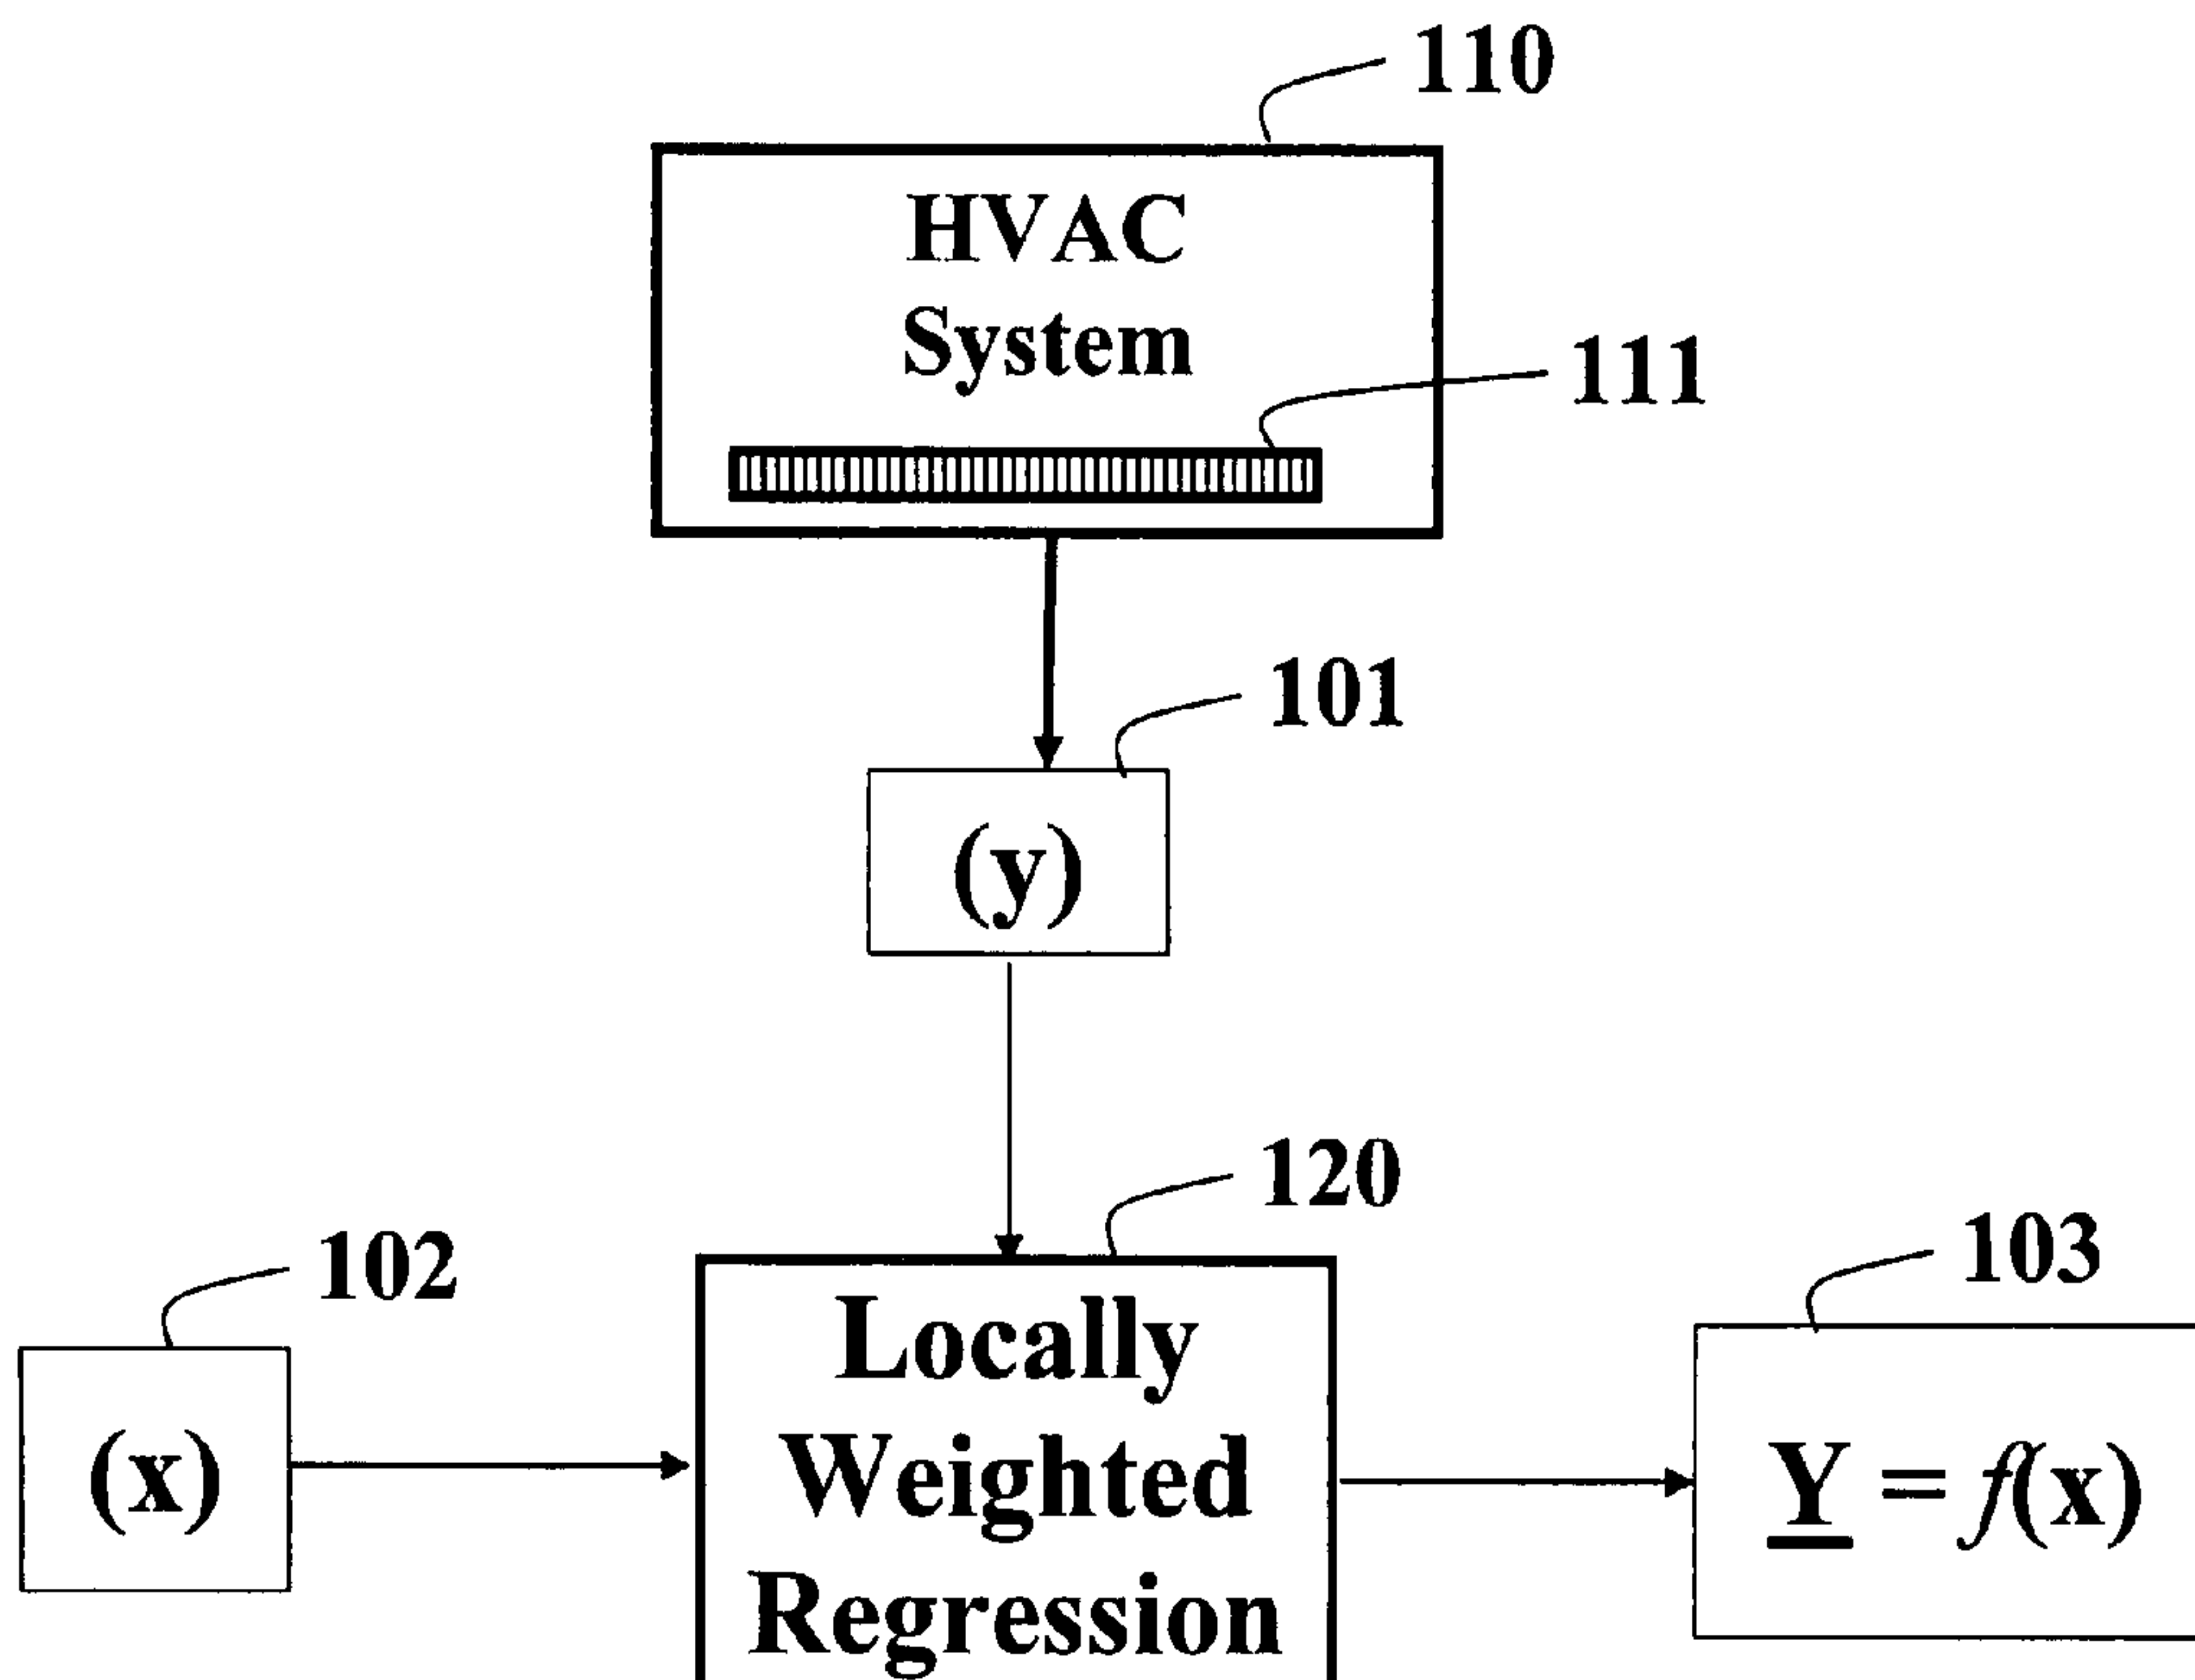 110
HVAC
System
111
101
(y)
120
102
103
Locally
Weighted
Regression
(x)
Y = f(x)